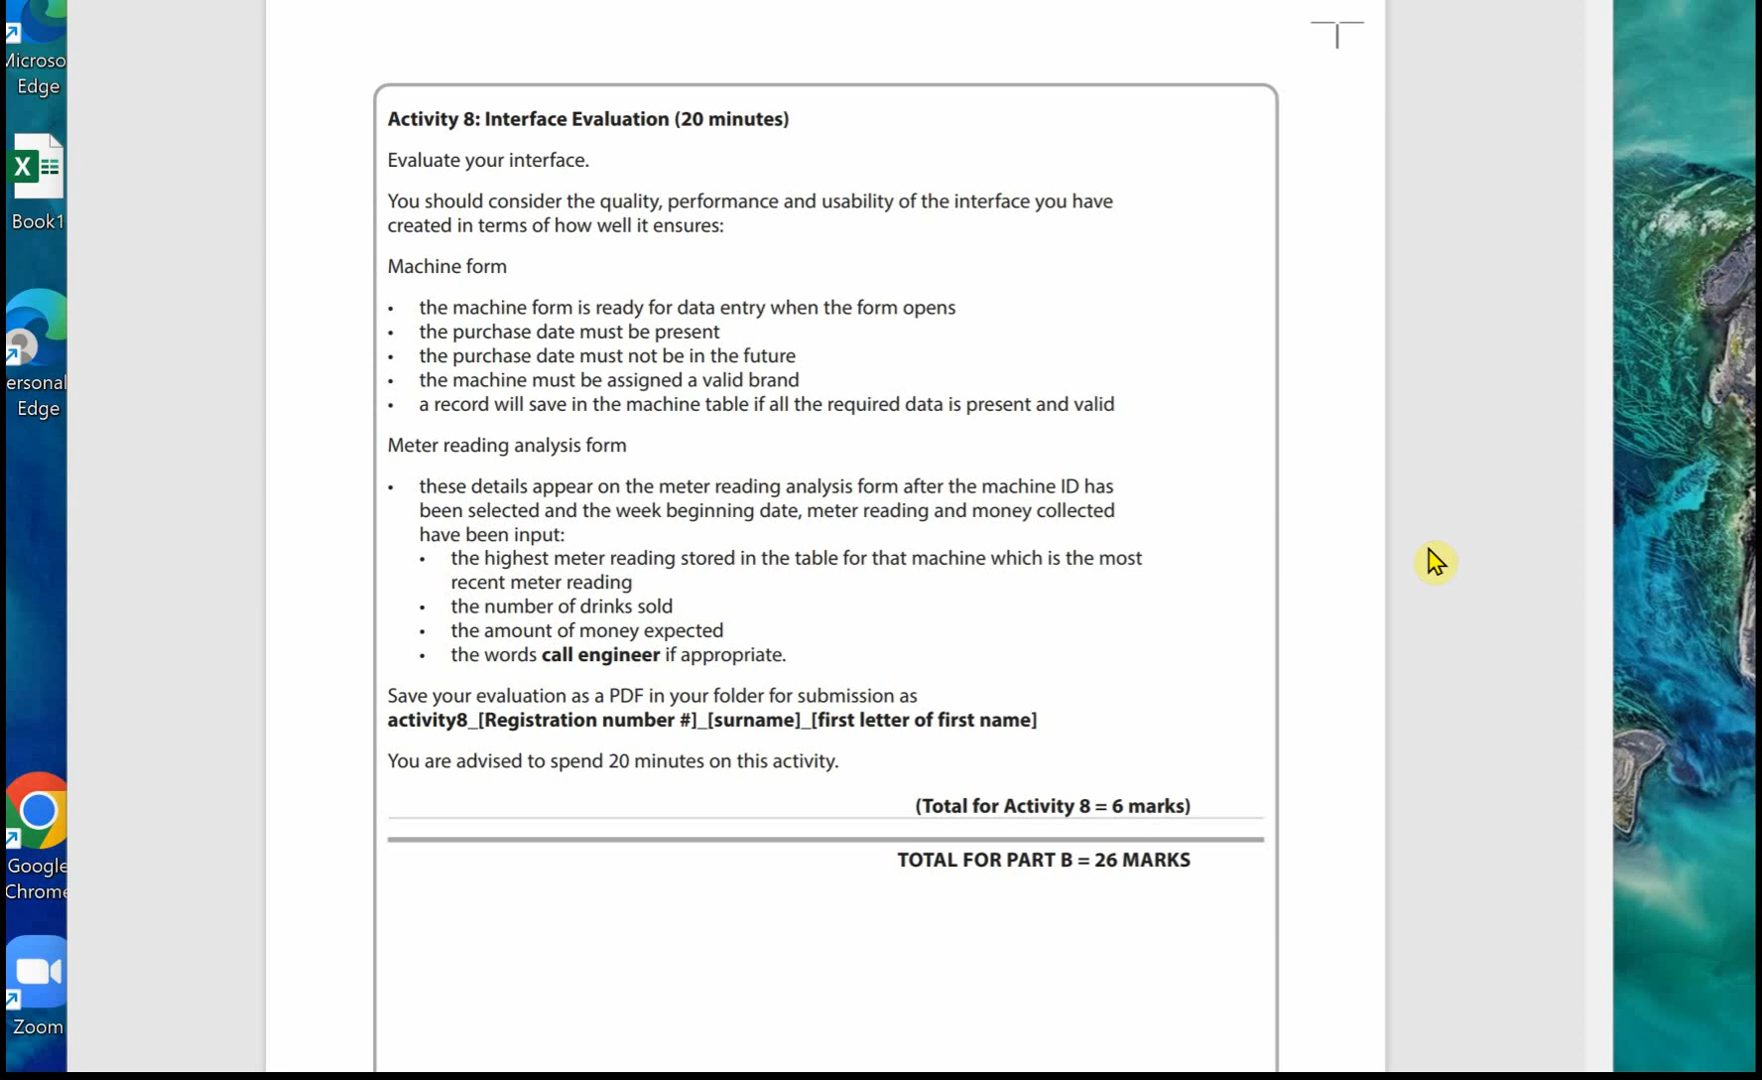 Microso
Edge
Book1
ersonal
Edge
Google
Chrome
Zoom
Activity 8: Interface Evaluation (20 minutes)
Evaluate your interface.
You should consider the quality, performance and usability of the interface you have
created in terms of how well it ensures:
Machine form
• the machine form is ready for data entry when the form opens
• the purchase date must be present
• the purchase date must not be in the future
• the machine must be assigned a valid brand
• a record will save in the machine table if all the required data is present and valid
Meter reading analysis form
• these details appear on the meter reading analysis form after the machine ID has
been selected and the week beginning date, meter reading and money collected
have been input:
• the highest meter reading stored in the table for that machine which is the most
recent meter reading
• the number of drinks sold
• the amount of money expected
• the words call engineer if appropriate.
Save your evaluation as a PDF in your folder for submission as
activity8_[Registration number #]_[surname]_[first letter of first name]
You are advised to spend 20 minutes on this activity.
(Total for Activity 8 = 6 marks)
TOTAL FOR PART B = 26 MARKS